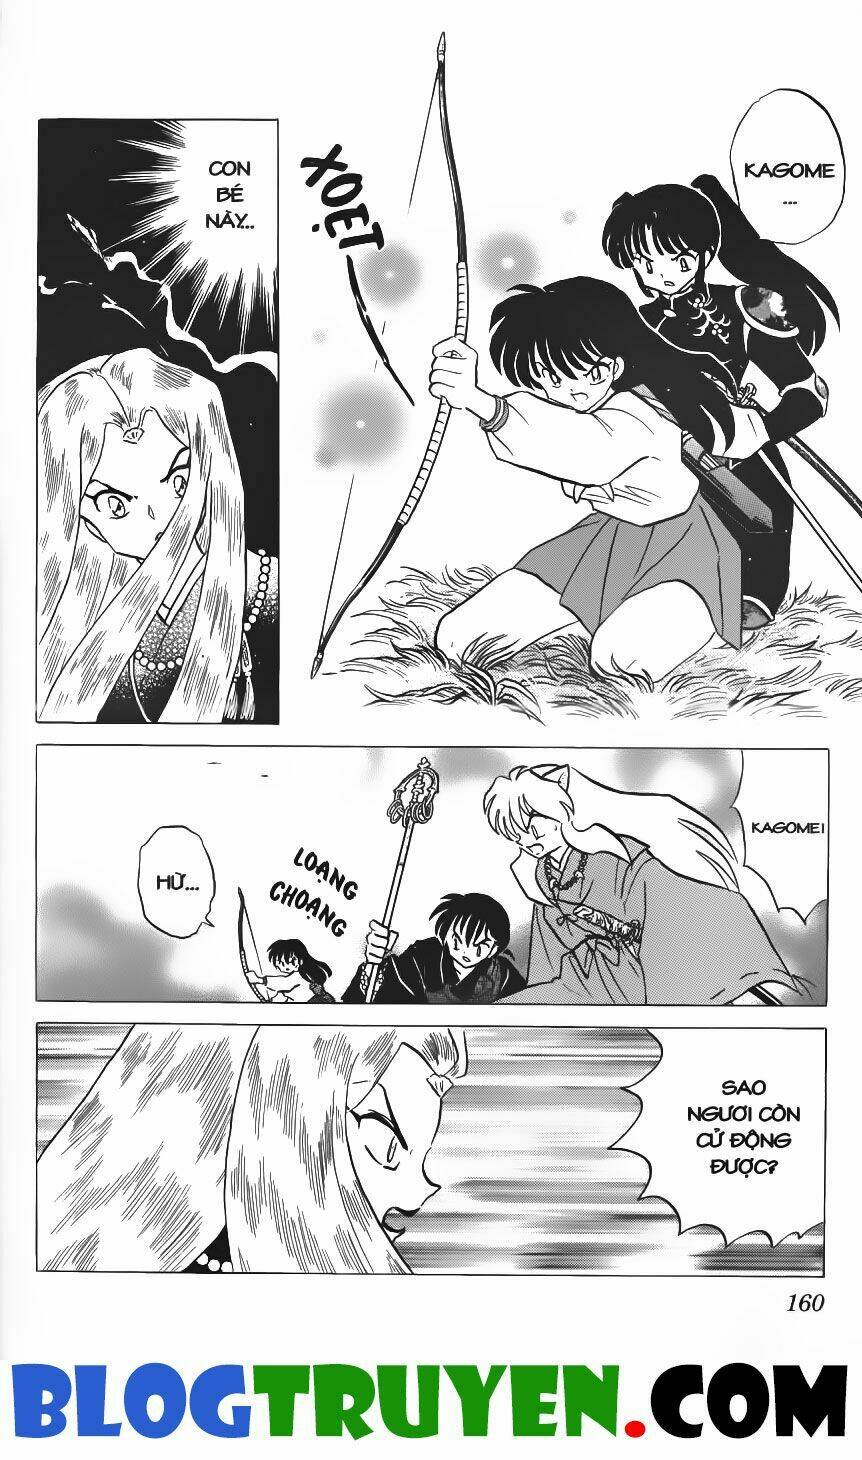 CON
BÉ
NÀY...
XOẸT
KAGOME
...
KAGOME!
LOẠNG
CHOẠNG
HỪ...
SAO
NGƯƠI CÒN
CỬ ĐỘNG
ĐƯỢC?
160
BLOGTRUYEN.COM